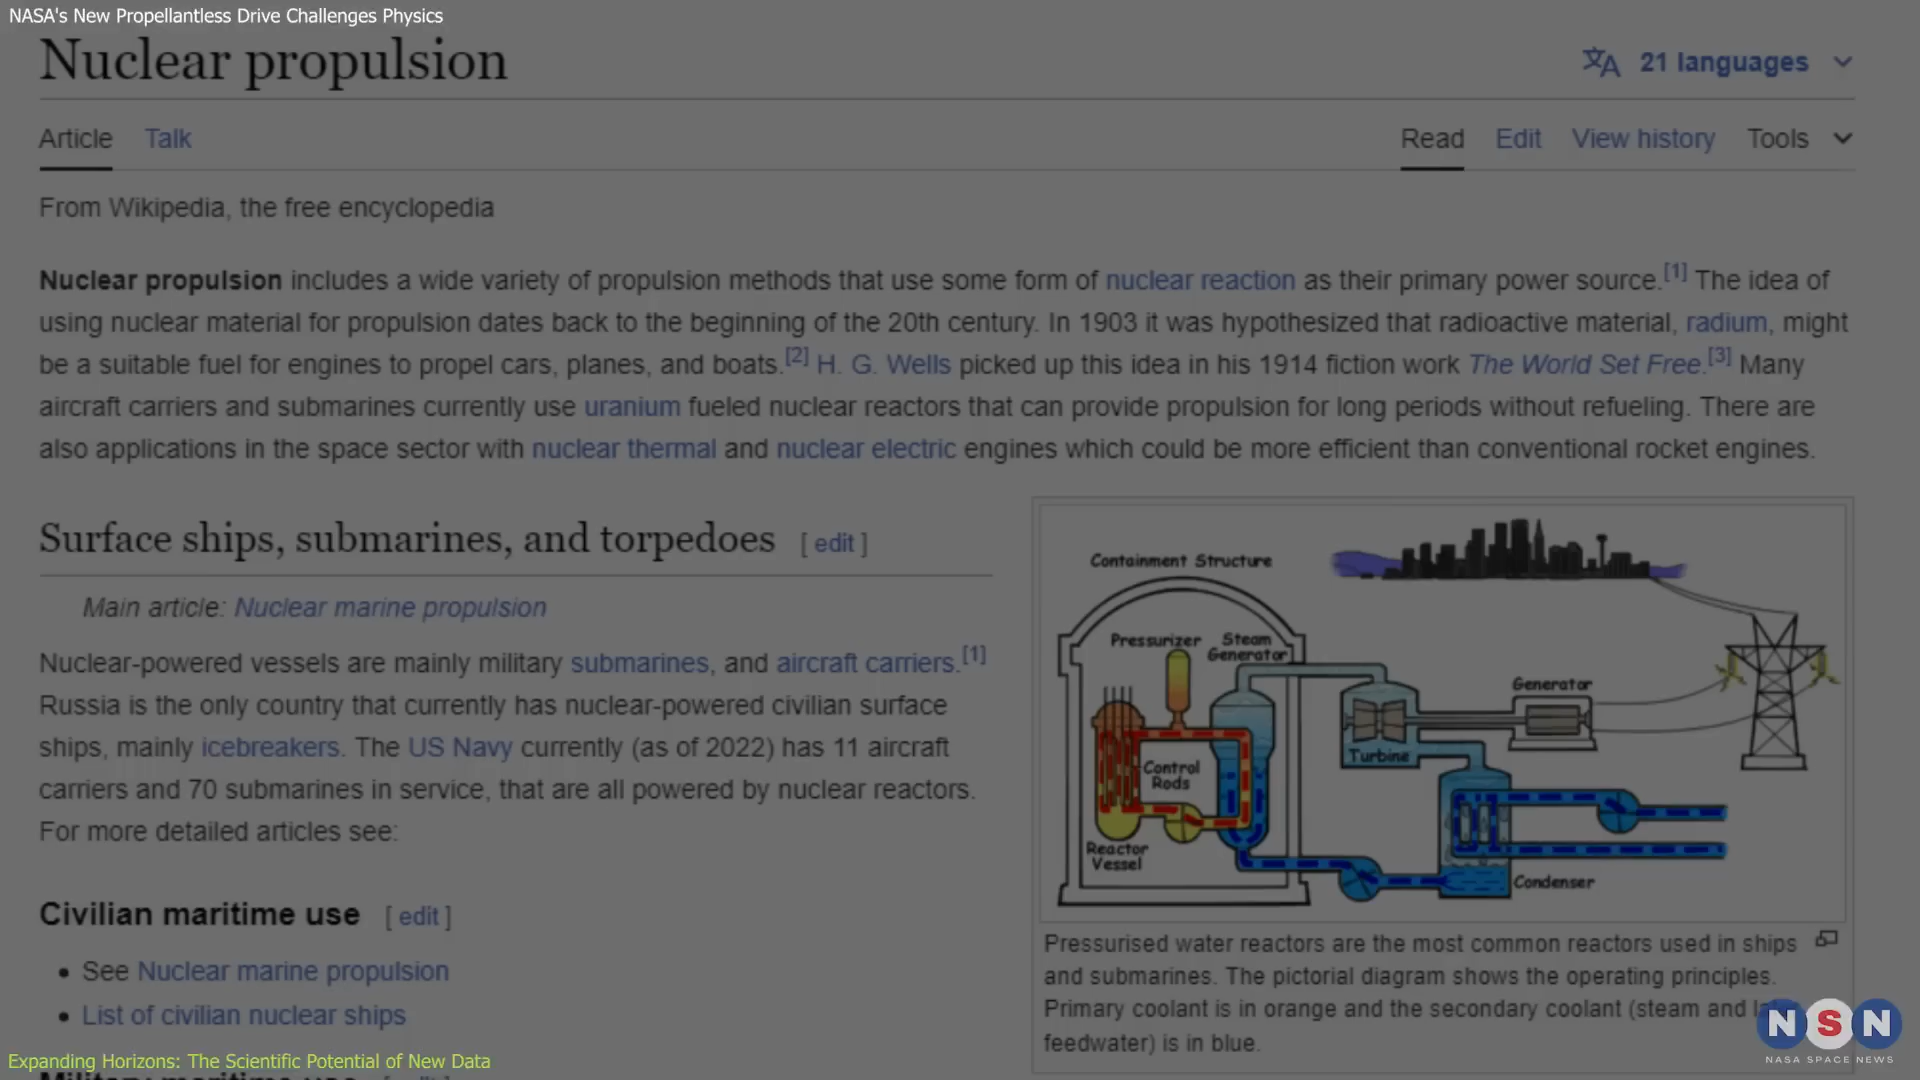 NASA's New Propellantless Drive Challenges Physics
Nuclear propulsion
21 languages
Article Talk
Read Edit View history Tools
From Wikipedia, the free encyclopedia
Nuclear propulsion includes a wide variety of propulsion methods that use some form of nuclear reaction as their primary power source.[1] The idea of
using nuclear material for propulsion dates back to the beginning of the 20th century. In 1903 it was hypothesized that radioactive material, radium, might
be a suitable fuel for engines to propel cars, planes, and boats.[2] H. G. Wells picked up this idea in his 1914 fiction work The World Set Free.[3] Many
aircraft carriers and submarines currently use uranium fueled nuclear reactors that can provide propulsion for long periods without refueling. There are
also applications in the space sector with nuclear thermal and nuclear electric engines which could be more efficient than conventional rocket engines.
Surface ships, submarines, and torpedoes [ edit ]
Main article: Nuclear marine propulsion
Nuclear-powered vessels are mainly military submarines, and aircraft carriers.[1]
Russia is the only country that currently has nuclear-powered civilian surface
ships, mainly icebreakers. The US Navy currently (as of 2022) has 11 aircraft
carriers and 70 submarines in service, that are all powered by nuclear reactors.
For more detailed articles see:
Civilian maritime use [ edit ]
• See Nuclear marine propulsion
• List of civilian nuclear ships
Containment Structure
Pressurizer
Steam
Generator
Control
Rods
Reactor
Vessel
Turbine
Generator
Condenser
Pressurised water reactors are the most common reactors used in ships
and submarines. The pictorial diagram shows the operating principles.
Primary coolant is in orange and the secondary coolant (steam and
feedwater) is in blue.
NSN
NASA SPACE NEWS
Expanding Horizons: The Scientific Potential of New Data